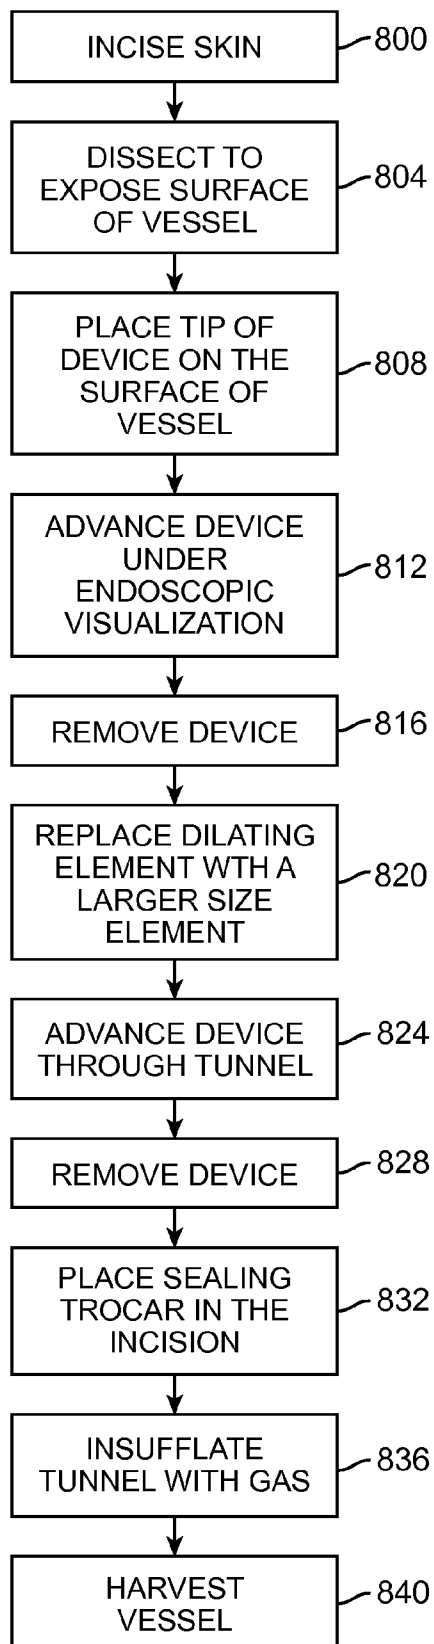 INCISE SKIN
800
DISSECT TO
EXPOSE SURFACE
OF VESSEL
804
PLACE TIP OF
DEVICE ON THE
SURFACE OF
VESSEL
808
ADVANCE DEVICE
UNDER
ENDOSCOPIC
VISUALIZATION
812
REMOVE DEVICE
816
REPLACE DILATING
ELEMENT WTH A
LARGER SIZE
ELEMENT
820
ADVANCE DEVICE
THROUGH TUNNEL
824
REMOVE DEVICE
828
PLACE SEALING
TROCAR IN THE
INCISION
832
INSUFFLATE
TUNNEL WITH GAS
836
HARVEST
VESSEL
840